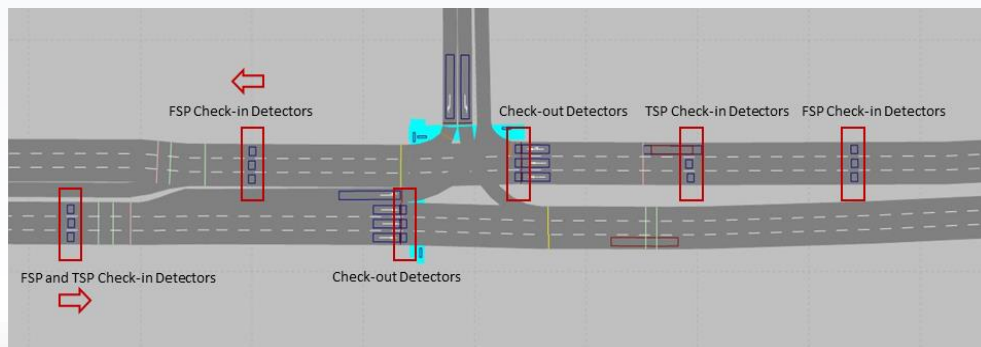 FSP Check-in Detectors
Check-out Detectors
TSP Check-in Detectors
FSP Check-in Detectors
FSP and TSP Check-in Detectors
Check-out Detectors